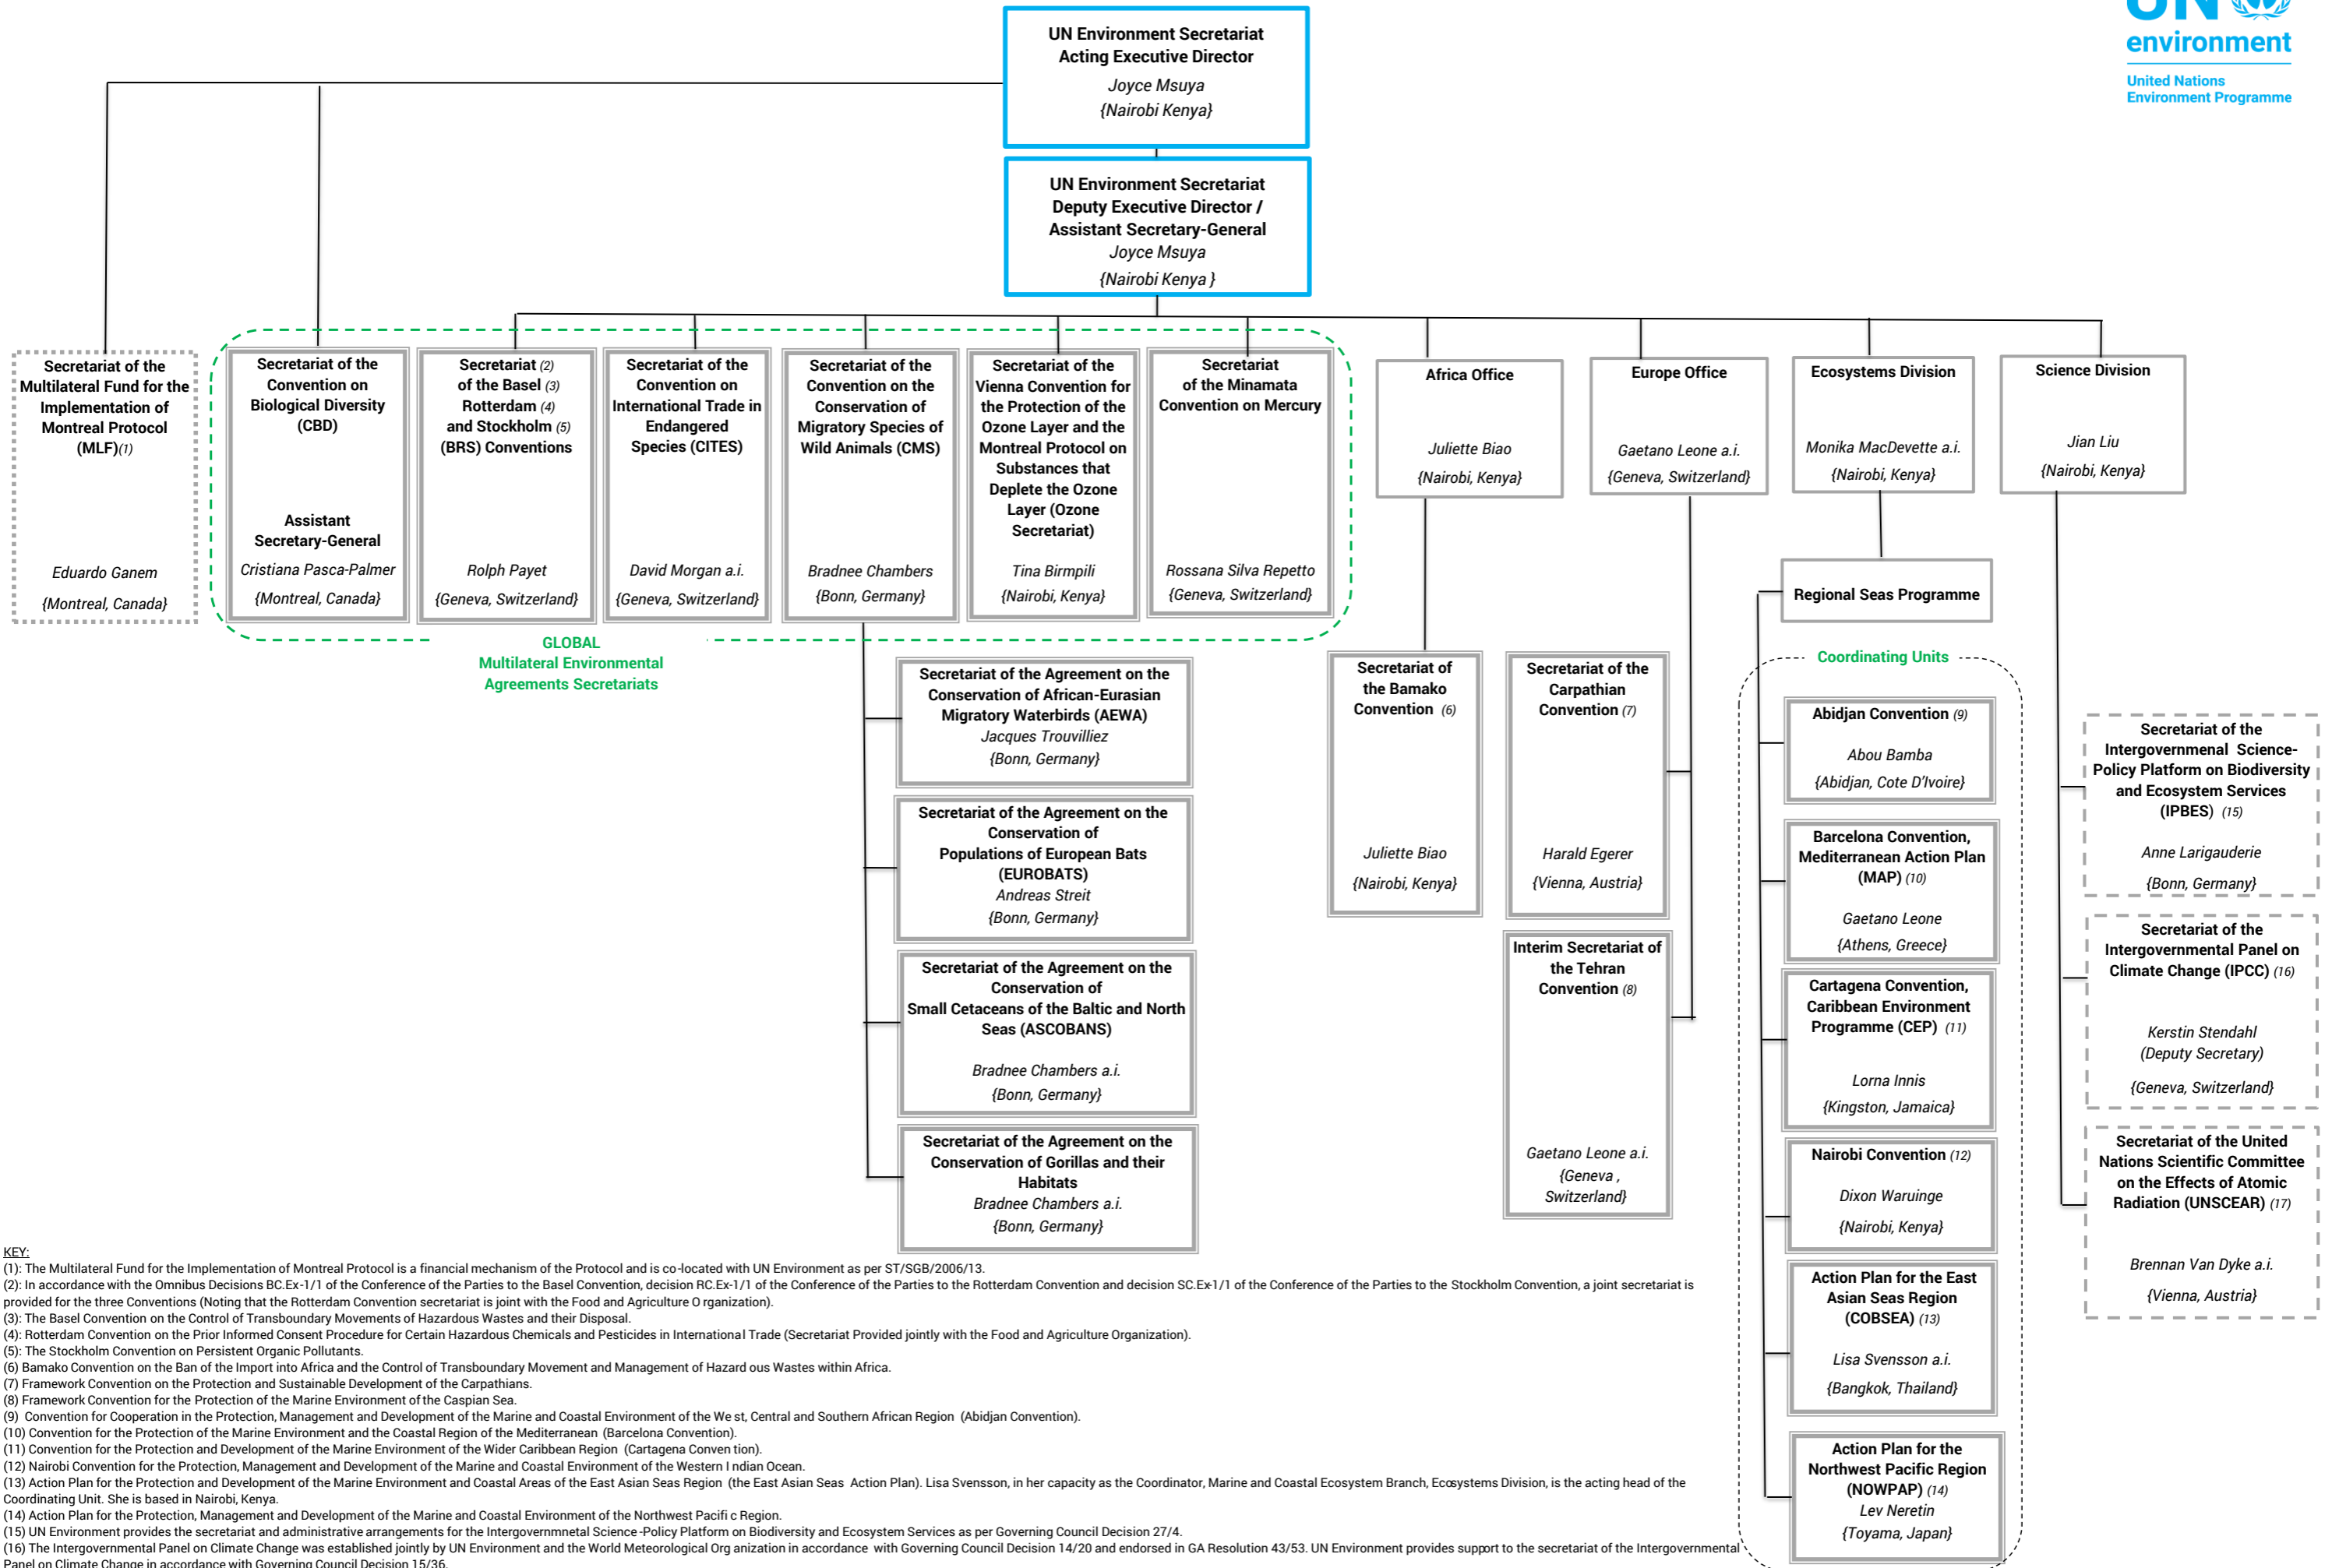 UN
environment
United Nations
Environment Programme
UN Environment Secretariat
Acting Executive Director
Joyce Msuya
{Nairobi Kenya}
UN Environment Secretariat
Deputy Executive Director /
Assistant Secretary-General
Joyce Msuya
{Nairobi Kenya }
Secretariat of the
Multilateral Fund for the
Implementation of
Montreal Protocol
(MLF)(1)
Eduardo Ganem
{Montreal, Canada}
Secretariat of the
Convention on
Biological Diversity
(CBD)
Assistant
Secretary-General
Cristiana Pasca-Palmer
{Montreal, Canada}
Secretariat (2)
of the Basel (3)
Rotterdam (4)
and Stockholm (5)
(BRS) Conventions
Rolph Payet
{Geneva, Switzerland}
Secretariat of the
Convention on
International Trade in
Endangered
Species (CITES)
David Morgan a.i.
{Geneva, Switzerland}
Secretariat of the
Convention on the
Conservation of
Migratory Species of
Wild Animals (CMS)
Bradnee Chambers
{Bonn, Germany}
Secretariat of the
Vienna Convention for
the Protection of the
Ozone Layer and the
Montreal Protocol on
Substances that
Deplete the Ozone
Layer (Ozone
Secretariat)
Tina Birmpili
{Nairobi, Kenya}
Secretariat
of the Minamata
Convention on Mercury
Rossana Silva Repetto
{Geneva, Switzerland}
Africa Office
Juliette Biao
{Nairobi, Kenya}
Europe Office
Gaetano Leone a.i.
{Geneva, Switzerland}
Ecosystems Division
Monika MacDevette a.i.
{Nairobi, Kenya}
Science Division
Jian Liu
{Nairobi, Kenya}
GLOBAL
Multilateral Environmental
Agreements Secretariats
Secretariat of the Agreement on the
Conservation of African-Eurasian
Migratory Waterbirds (AEWA)
Jacques Trouvilliez
{Bonn, Germany}
Secretariat of the Agreement on the
Conservation of
Populations of European Bats
(EUROBATS)
Andreas Streit
{Bonn, Germany}
Secretariat of the Agreement on the
Conservation of
Small Cetaceans of the Baltic and North
Seas (ASCOBANS)
Bradnee Chambers a.i.
{Bonn, Germany}
Secretariat of the Agreement on the
Conservation of Gorillas and their
Habitats
Bradnee Chambers a.i.
{Bonn, Germany}
Secretariat of
the Bamako
Convention (6)
Juliette Biao
{Nairobi, Kenya}
Secretariat of the
Carpathian
Convention (7)
Harald Egerer
{Vienna, Austria}
Interim Secretariat of
the Tehran
Convention (8)
Gaetano Leone a.i.
{Geneva ,
Switzerland}
Regional Seas Programme
Coordinating Units
Abidjan Convention (9)
Abou Bamba
{Abidjan, Cote D'Ivoire}
Barcelona Convention,
Mediterranean Action Plan
(MAP) (10)
Gaetano Leone
{Athens, Greece}
Cartagena Convention,
Caribbean Environment
Programme (CEP) (11)
Lorna Innis
{Kingston, Jamaica}
Nairobi Convention (12)
Dixon Waruinge
{Nairobi, Kenya}
Action Plan for the East
Asian Seas Region
(COBSEA) (13)
Lisa Svensson a.i.
{Bangkok, Thailand}
Action Plan for the
Northwest Pacific Region
(NOWPAP) (14)
Lev Neretin
{Toyama, Japan}
Secretariat of the
Intergovernmenal Science-
Policy Platform on Biodiversity
and Ecosystem Services
(IPBES) (15)
Anne Larigauderie
{Bonn, Germany}
Secretariat of the
Intergovernmental Panel on
Climate Change (IPCC) (16)
Kerstin Stendahl
(Deputy Secretary)
{Geneva, Switzerland}
Secretariat of the United
Nations Scientific Committee
on the Effects of Atomic
Radiation (UNSCEAR) (17)
Brennan Van Dyke a.i.
{Vienna, Austria}
KEY:
(1): The Multilateral Fund for the Implementation of Montreal Protocol is a financial mechanism of the Protocol and is co-located with UN Environment as per ST/SGB/2006/13.
(2): In accordance with the Omnibus Decisions BC.Ex-1/1 of the Conference of the Parties to the Basel Convention, decision RC.Ex-1/1 of the Conference of the Parties to the Rotterdam Convention and decision SC.Ex-1/1 of the Conference of the Parties to the Stockholm Convention, a joint secretariat is
provided for the three Conventions (Noting that the Rotterdam Convention secretariat is joint with the Food and Agriculture O rganization).
(3): The Basel Convention on the Control of Transboundary Movements of Hazardous Wastes and their Disposal.
(4): Rotterdam Convention on the Prior Informed Consent Procedure for Certain Hazardous Chemicals and Pesticides in International Trade (Secretariat Provided jointly with the Food and Agriculture Organization).
(5): The Stockholm Convention on Persistent Organic Pollutants.
(6) Bamako Convention on the Ban of the Import into Africa and the Control of Transboundary Movement and Management of Hazard ous Wastes within Africa.
(7) Framework Convention on the Protection and Sustainable Development of the Carpathians.
(8) Framework Convention for the Protection of the Marine Environment of the Caspian Sea.
(9) Convention for Cooperation in the Protection, Management and Development of the Marine and Coastal Environment of the We st, Central and Southern African Region (Abidjan Convention).
(10) Convention for the Protection of the Marine Environment and the Coastal Region of the Mediterranean (Barcelona Convention).
(11) Convention for the Protection and Development of the Marine Environment of the Wider Caribbean Region (Cartagena Conven tion).
(12) Nairobi Convention for the Protection, Management and Development of the Marine and Coastal Environment of the Western I ndian Ocean.
(13) Action Plan for the Protection and Development of the Marine Environment and Coastal Areas of the East Asian Seas Region (the East Asian Seas Action Plan). Lisa Svensson, in her capacity as the Coordinator, Marine and Coastal Ecosystem Branch, Ecosystems Division, is the acting head of the
Coordinating Unit. She is based in Nairobi, Kenya.
(14) Action Plan for the Protection, Management and Development of the Marine and Coastal Environment of the Northwest Pacifi c Region.
(15) UN Environment provides the secretariat and administrative arrangements for the Intergovernmnetal Science-Policy Platform on Biodiversity and Ecosystem Services as per Governing Council Decision 27/4.
(16) The Intergovernmental Panel on Climate Change was established jointly by UN Environment and the World Meteorological Org anization in accordance with Governing Council Decision 14/20 and endorsed in GA Resolution 43/53. UN Environment provides support to the secretariat of the Intergovernmental
Panel on Climate Change in accordance with Governing Council Decision 15/36.